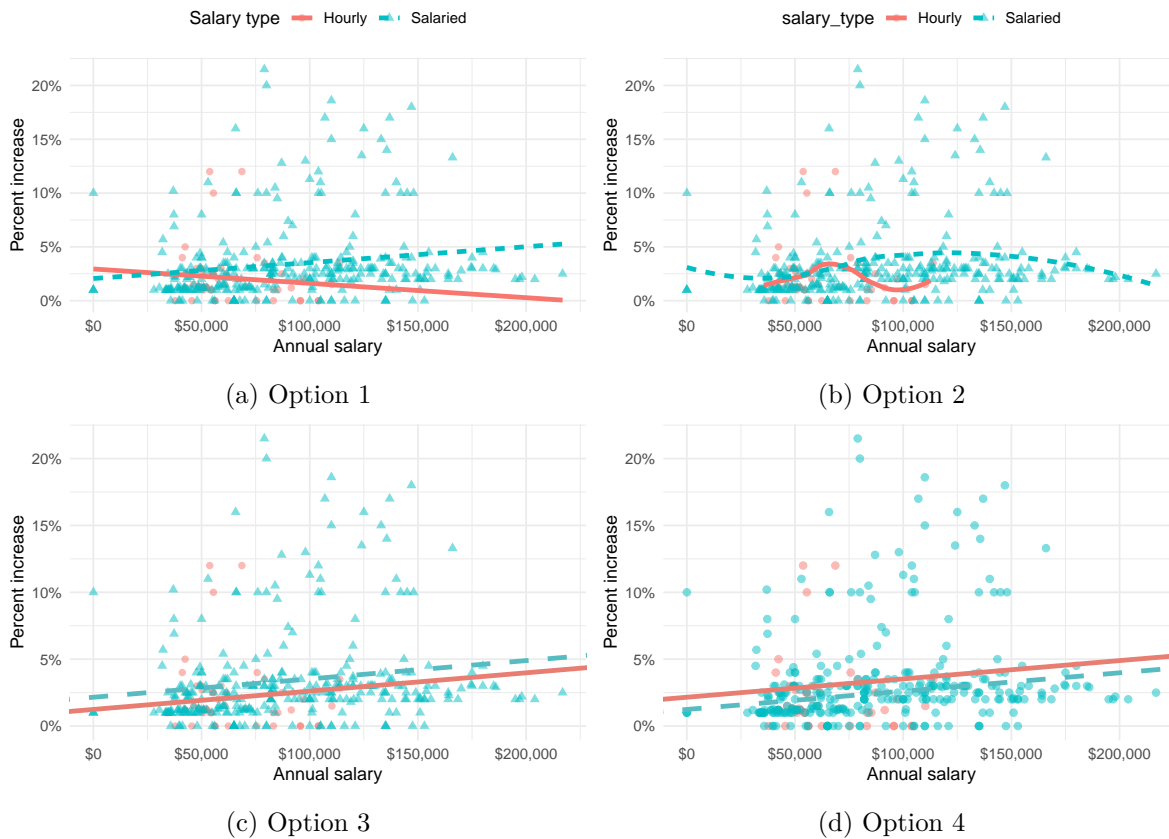 Salary type Hourly Salaried
20%
15%
10%
5%
0%
Percent increase
$0 $50,000 $100,000 $150,000 $200,000
Annual salary
(a) Option 1
salary_type Hourly Salaried
20%
15%
10%
5%
0%
Percent increase
$0 $50,000 $100,000 $150,000 $200,000
Annual salary
(b) Option 2
20%
15%
10%
5%
0%
Percent increase
$0 $50,000 $100,000 $150,000 $200,000
Annual salary
(c) Option 3
20%
15%
10%
5%
0%
Percent increase
$0 $50,000 $100,000 $150,000 $200,000
Annual salary
(d) Option 4